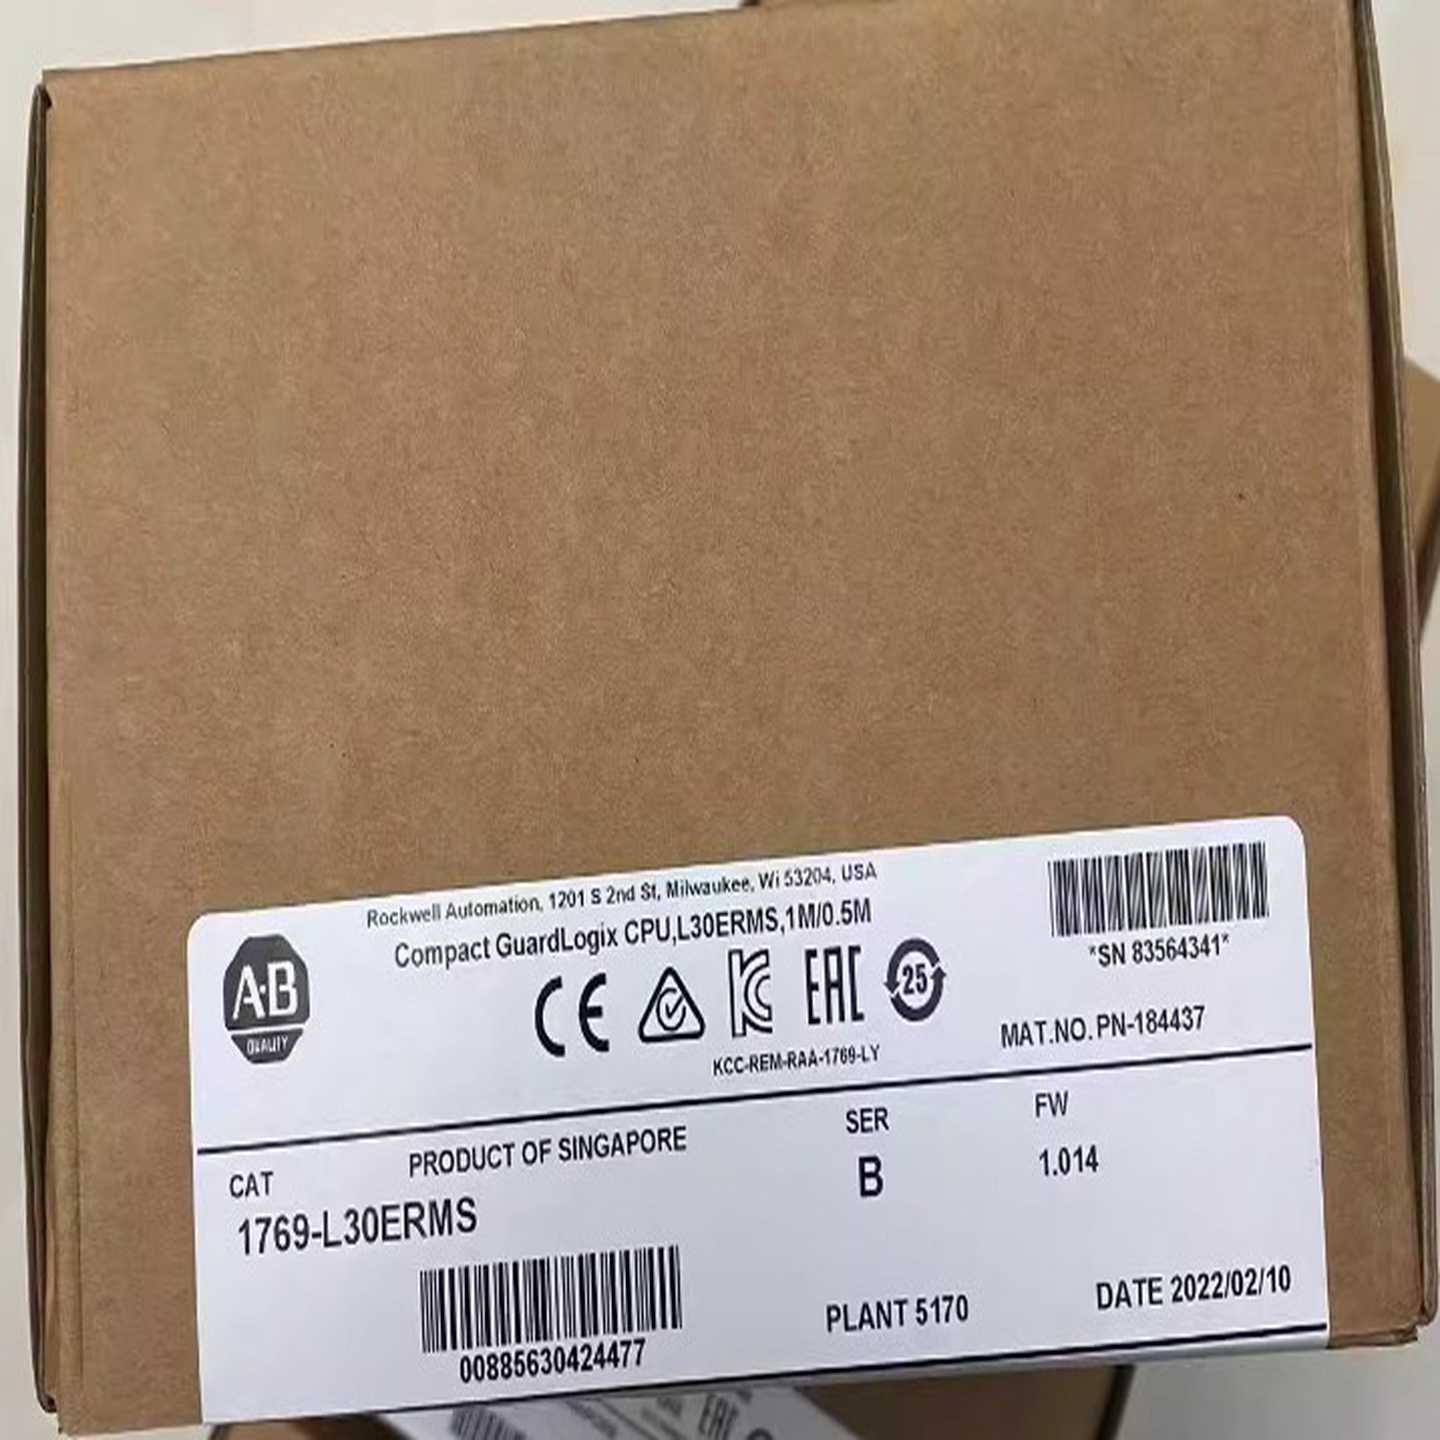 Rockwell Automation, 1201 S 2nd St, Milwaukee, Wi 53204, USA
Compact GuardLogix CPU,L30ERMS,1M/0.5M
A·B
QUALITY
CE
KC
EAC
25
KCC-REM-RAA-1769-LY
*SN 83564341*
MAT.NO. PN-184437
CAT
PRODUCT OF SINGAPORE
SER
FW
1769-L30ERMS
B
1.014
00885630424477
PLANT 5170
DATE 2022/02/10
EAC